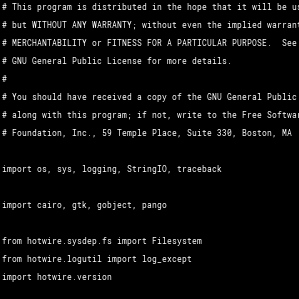 # This program is distributed in the hope that it will be us
# but WITHOUT ANY WARRANTY; without even the implied warrant
# MERCHANTABILITY or FITNESS FOR A PARTICULAR PURPOSE.  See
# GNU General Public License for more details.
#
# You should have received a copy of the GNU General Public
# along with this program; if not, write to the Free Softwar
# Foundation, Inc., 59 Temple Place, Suite 330, Boston, MA
import os, sys, logging, StringIO, traceback
import cairo, gtk, gobject, pango
from hotwire.sysdep.fs import Filesystem
from hotwire.logutil import log_except
import hotwire.version